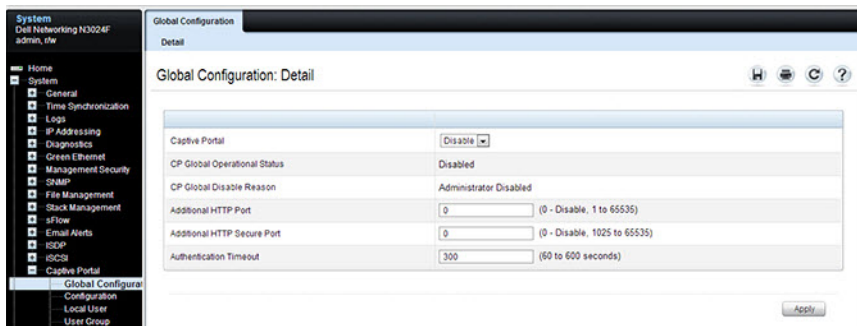 System
Dell Networking N3024F
admin, r/w
Home
System
General
Time Synchronization
Logs
IP Addressing
Diagnostics
Green Ethernet
Management Security
SNMP
File Management
Stack Management
sFlow
Email Alerts
ISDP
iSCSI
Captive Portal
Global Configurat
Configuration
Local User
User Group
Global Configuration
Detail
Global Configuration: Detail
Captive Portal Disable
CP Global Operational Status Disabled
CP Global Disable Reason Administrator Disabled
Additional HTTP Port 0 (0 - Disable, 1 to 65535)
Additional HTTP Secure Port 0 (0 - Disable, 1025 to 65535)
Authentication Timeout 300 (60 to 600 seconds)
Apply